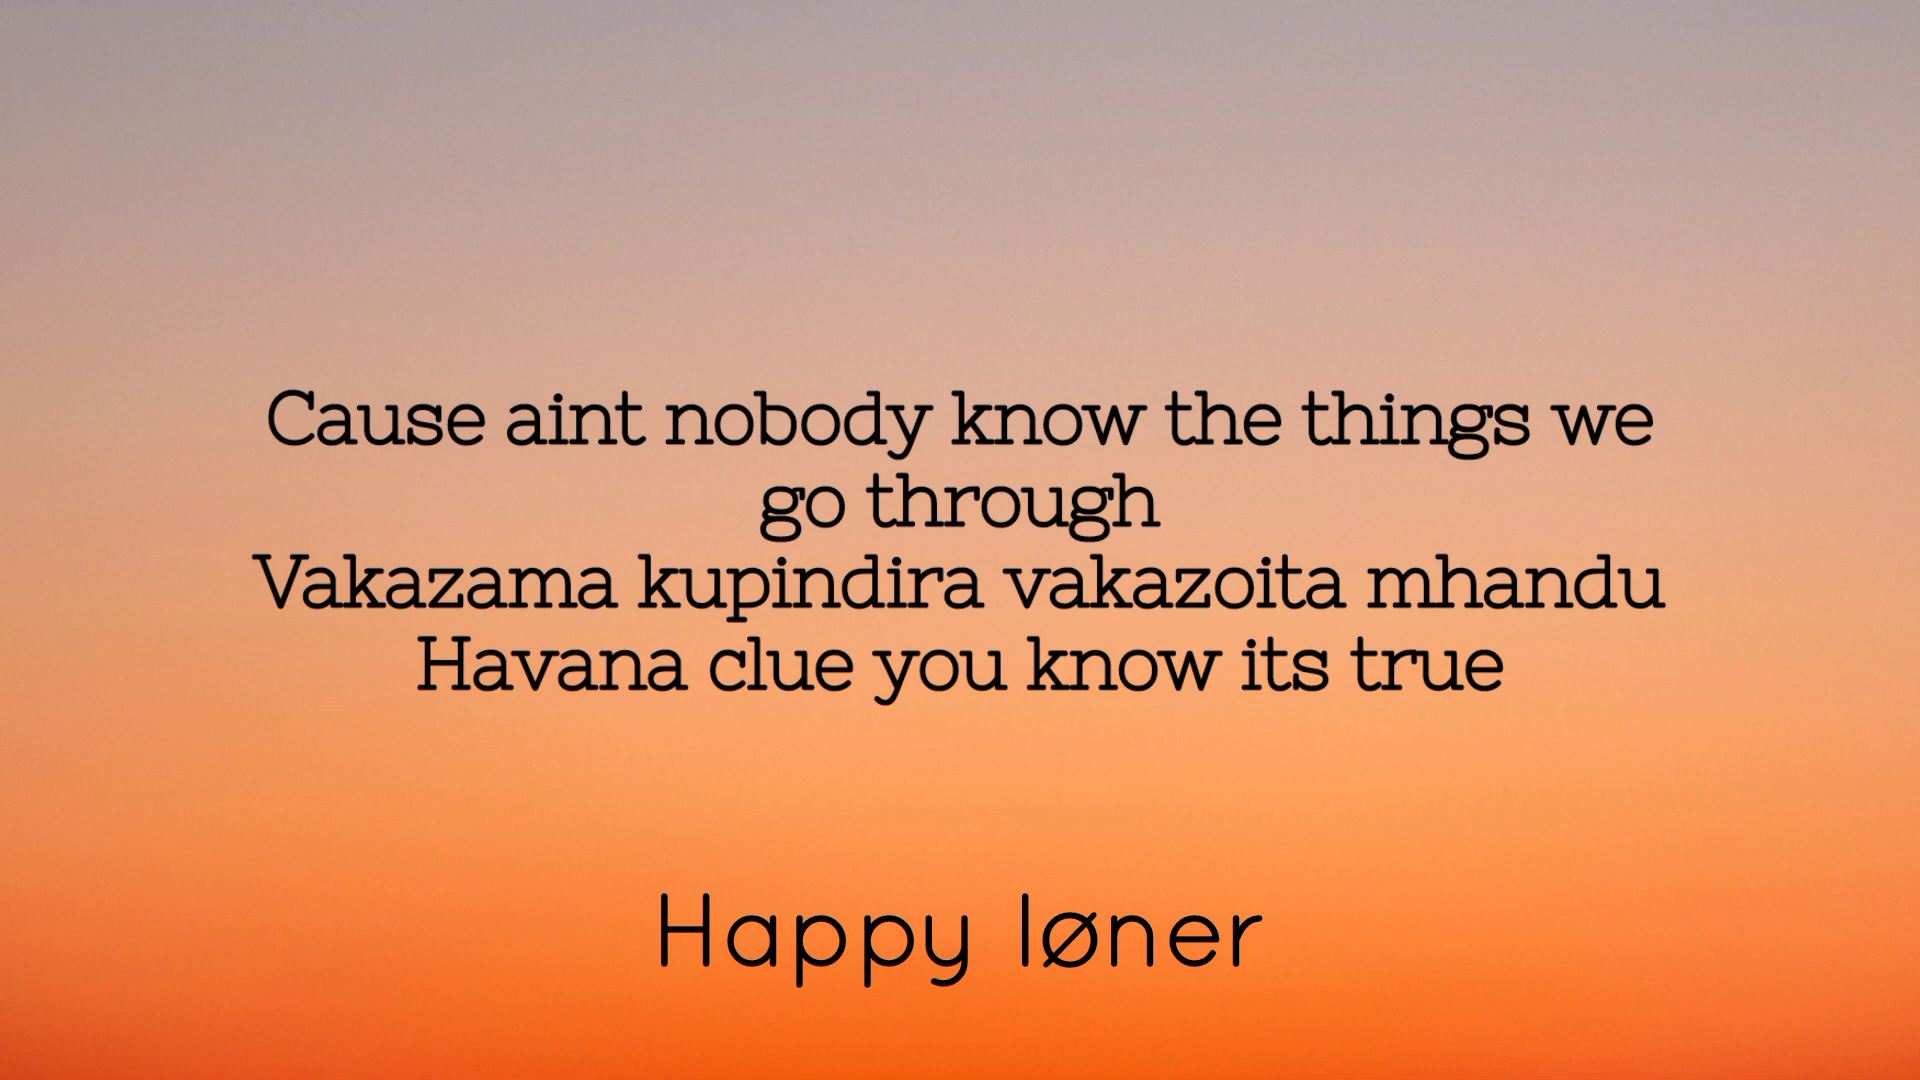 Cause aint nobody know the things we
go through
Vakazama kupindira vakazoita mhandu
Havana clue you know its true
Happy løner